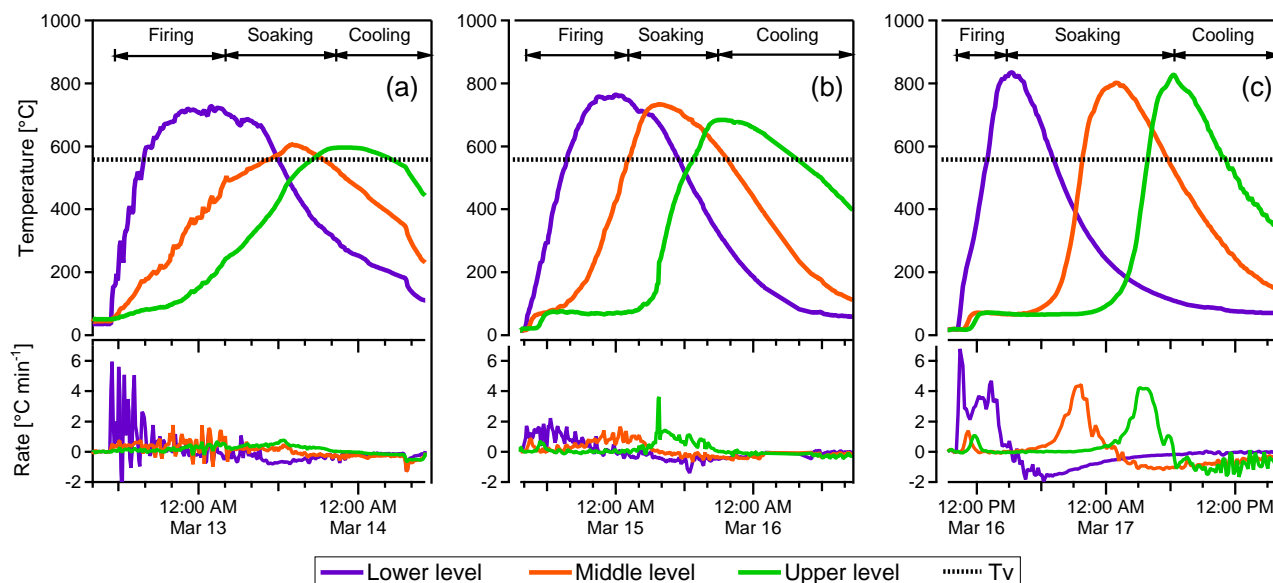 1000
800
600
400
200
0
Temperature [°C]
Firing
Soaking
Cooling
(a)
6
4
2
0
-2
Rate [°C min⁻¹]
12:00 AM
Mar 13
12:00 AM
Mar 14
1000
800
600
400
200
0
Firing
Soaking
Cooling
(b)
6
4
2
0
-2
12:00 AM
Mar 15
12:00 AM
Mar 16
1000
800
600
400
200
0
Firing
Soaking
Cooling
(c)
6
4
2
0
-2
12:00 PM
Mar 16
12:00 AM
Mar 17
12:00 PM
Lower level
Middle level
Upper level
Tv